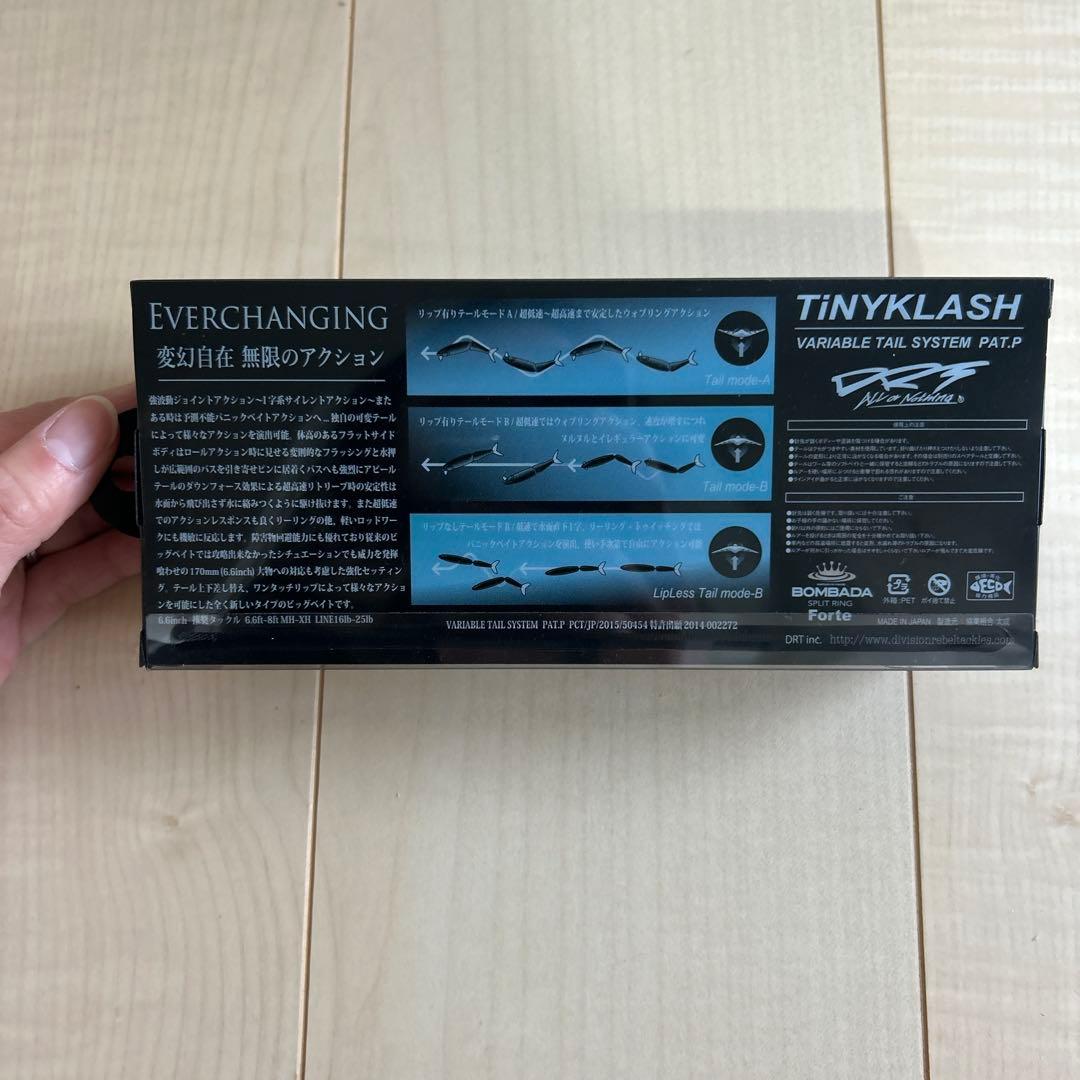 EVERCHANGING
変幻自在 無限のアクション
強波動ジョイントアクション〜I字系サイレントアクション〜また
ある時は予測不能パニックベイトアクションへ... 独自の可変テール
によって様々なアクションを演出可能。体高のあるフラットサイド
ボディはロールアクション時に見せる変則的なフラッシングと水押
しが広範囲のバスを引き寄せピンに居着くバスへも強烈にアピール
テールのダウンフォース効果による超高速リトリーブ時の安定性は
水面から飛び出さず水に絡みつくように駆け抜けます。また超低速
でのアクションレスポンスも良くリーリングの他、軽いロッドワー
クにも機敏に反応します。障害物回避能力にも優れており従来のビ
ッグベイトでは攻略出来なかったシチュエーションでも威力を発揮
喰わせの170mm(6.6inch)大物への対応も考慮した強化セッティン
グ、テール上下差し替え、ワンタッチリップによって様々なアクショ
ンを可能にした全く新しいタイプのビッグベイトです。
6.6inch 推奨タックル 6.6ft-8ft MH-XH LINE16lb-25lb
リップ有りテールモードA/超低速〜超高速まで安定したウォブリングアクション
Tail mode-A
リップ有りテールモードB/超低速ではウォブリングアクション、速度が増すにつれ
ヌルヌルとイレギュラーアクションに可変
Tail mode-B
リップなしテールモードB/低速で水面直下I字、リーリング・トゥイッチングでは
パニックベイトアクションを演出、使い手次第で自由にアクション可能
LipLess Tail mode-B
VARIABLE TAIL SYSTEM PAT.P PCT/JP/2015/50454 特許出願 2014-002272
TiNYKLASH
VARIABLE TAIL SYSTEM PAT.P
DRT
All or Nothing
使用上の注意
ご注意
BOMBADA
SPLIT RING
Forte
外箱:PET
ポイ捨て禁止
MADE IN JAPAN 製造元:協業組合 大成
DRT inc. http://www.divisionrebeltackles.com